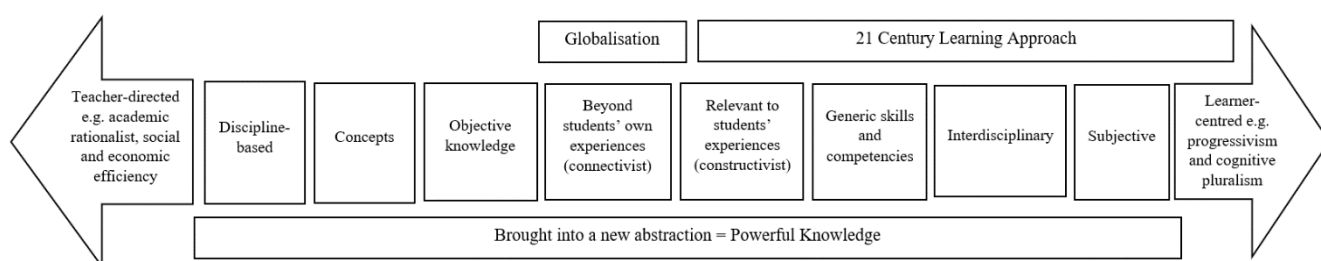 Globalisation
21 Century Learning Approach
Teacher-directed
e.g. academic
rationalist, social
and economic
efficiency
Discipline-
based
Concepts
Objective
knowledge
Beyond
students’ own
experiences
(connectivist)
Relevant to
students’
experiences
(constructivist)
Generic skills
and
competencies
Interdisciplinary
Subjective
Learner-
centred e.g.
progressivism
and cognitive
pluralism
Brought into a new abstraction = Powerful Knowledge